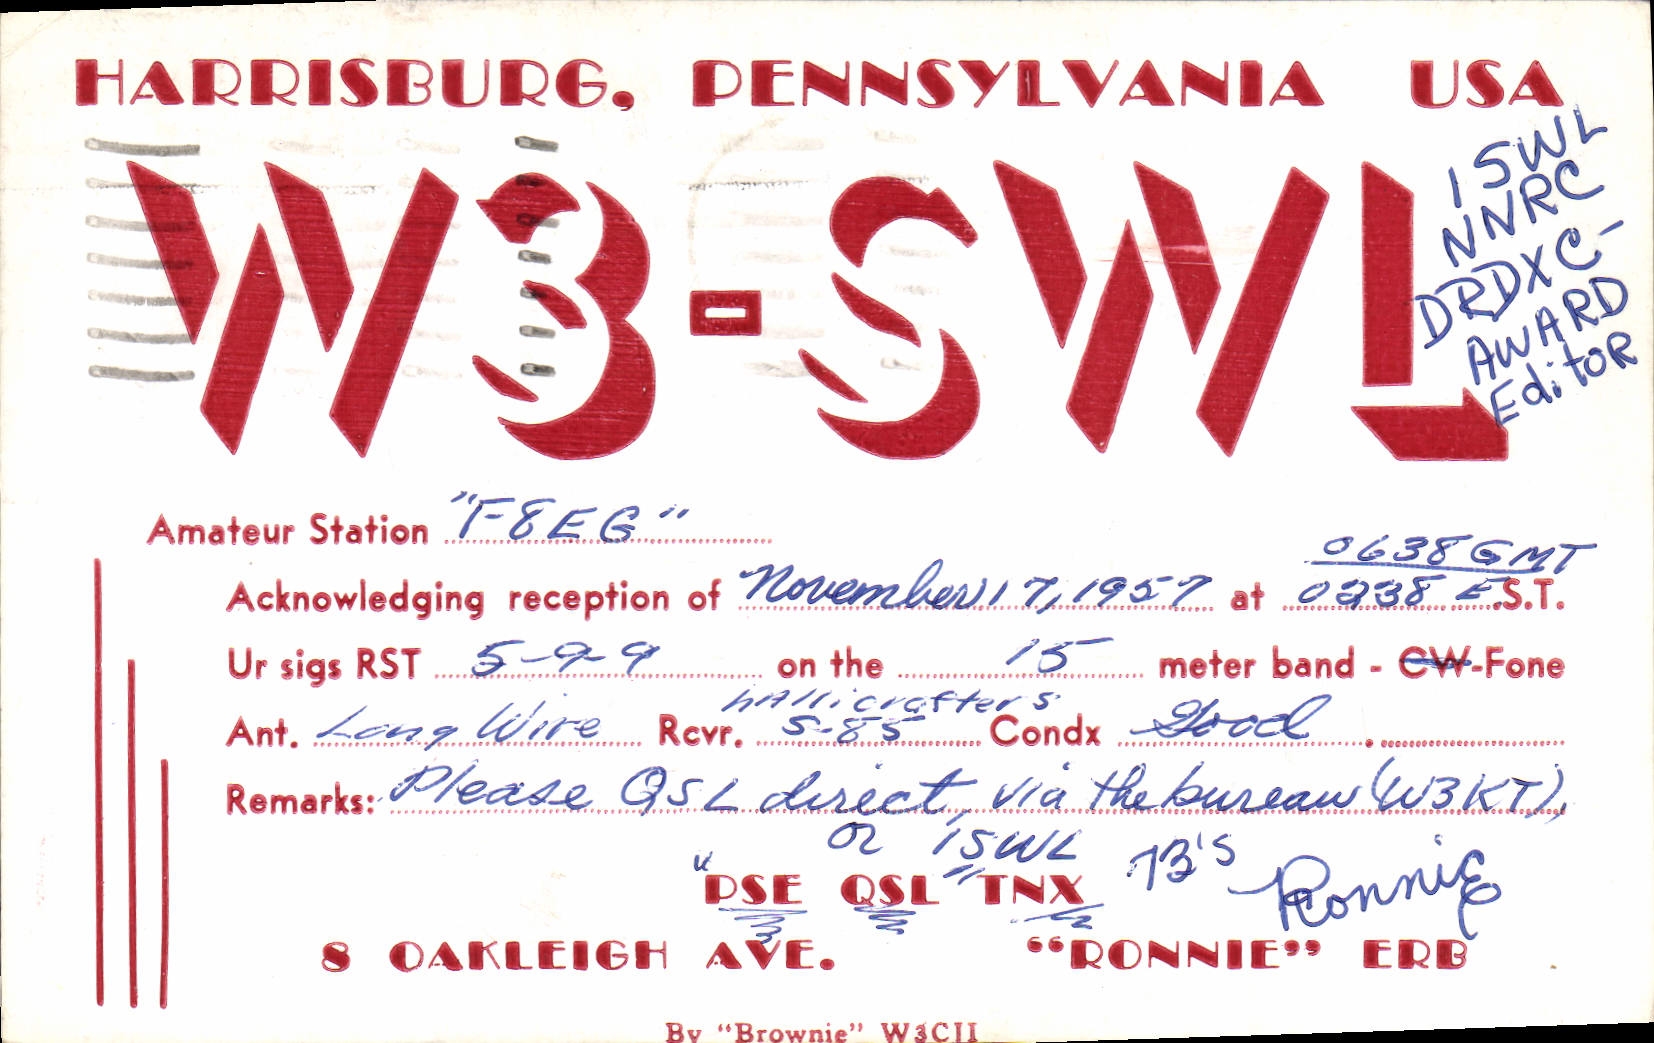 HARRISBURG, PENNSYLVANIA USA
W3-SWL
ISWL
NNRC
DRDXC-
AWARD
Editor
Amateur Station "F8EG"
0638 GMT
Acknowledging reception of November 17, 1957 at E.S.T.
Ur sigs RST 5-9-9 on the 15 meter band - CW-Fone
hAllicrafters
Ant. Long Wire Rcvr. S-85 Condx Good
Remarks: Please QSL direct, via the bureau (W3KT),
or ISWL
"PSE QSL TNX" 73's Ronnie
8 OAKLEIGH AVE. "RONNIE" ERB
By "Brownie" W3CJI